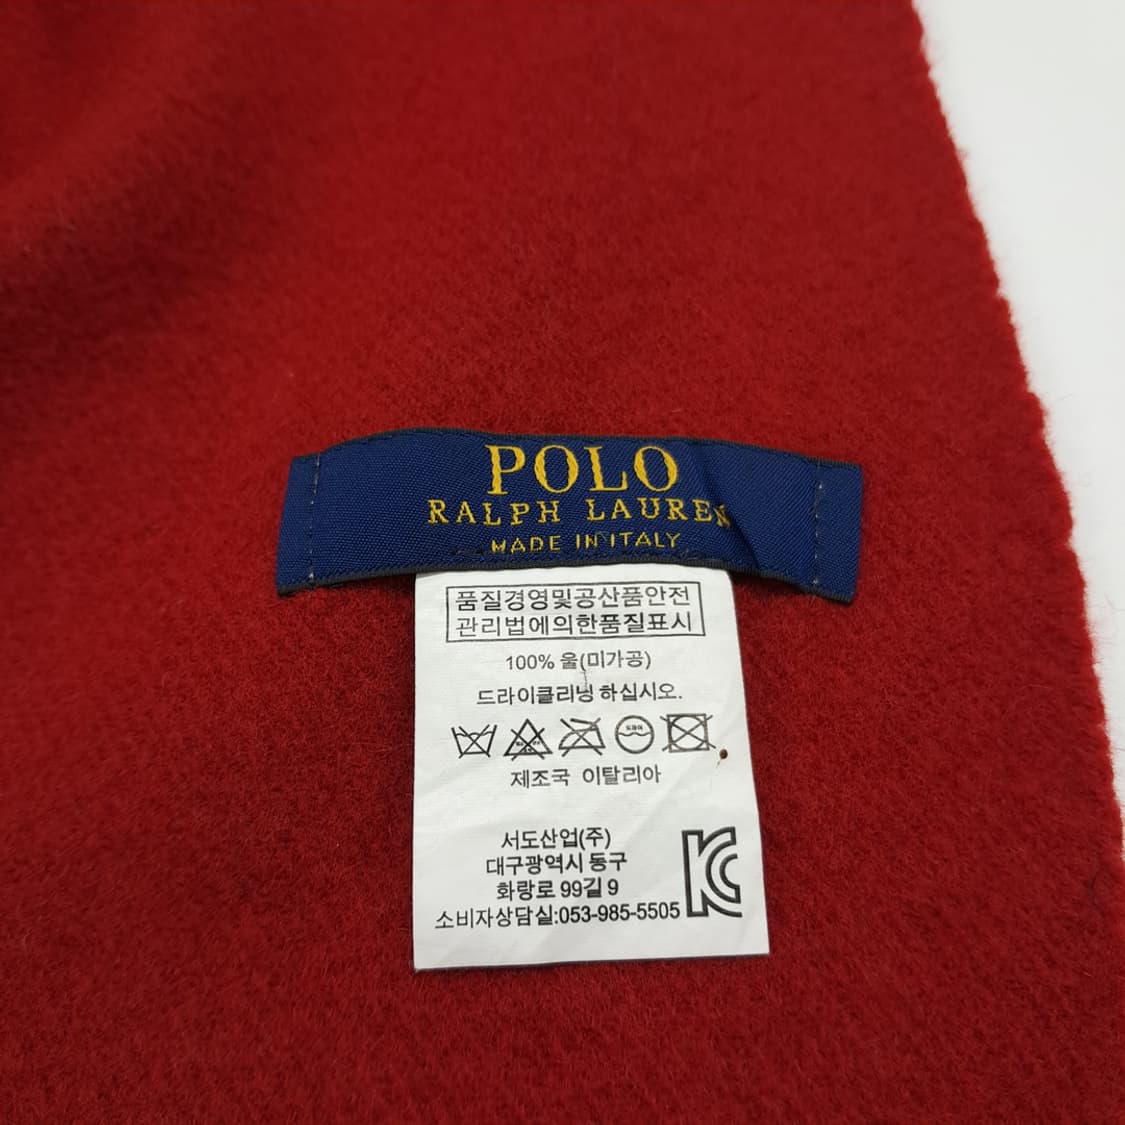 POLO
RALPH LAUREN
MADE IN ITALY
품질경영및공산품안전
관리법에의한품질표시
100% 울(미가공)
드라이클리닝 하십시오.
제조국 이탈리아
서도산업(주)
대구광역시 동구
화랑로 99길 9
소비자상담실:053-985-5505